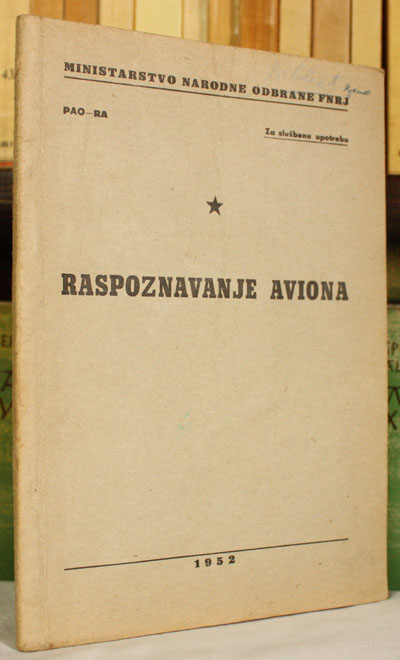 MINISTARSTVO NARODNE ODBRANE FNRJ
PAO—RA
Za službenu upotrebu
RASPOZNAVANJE AVIONA
1952